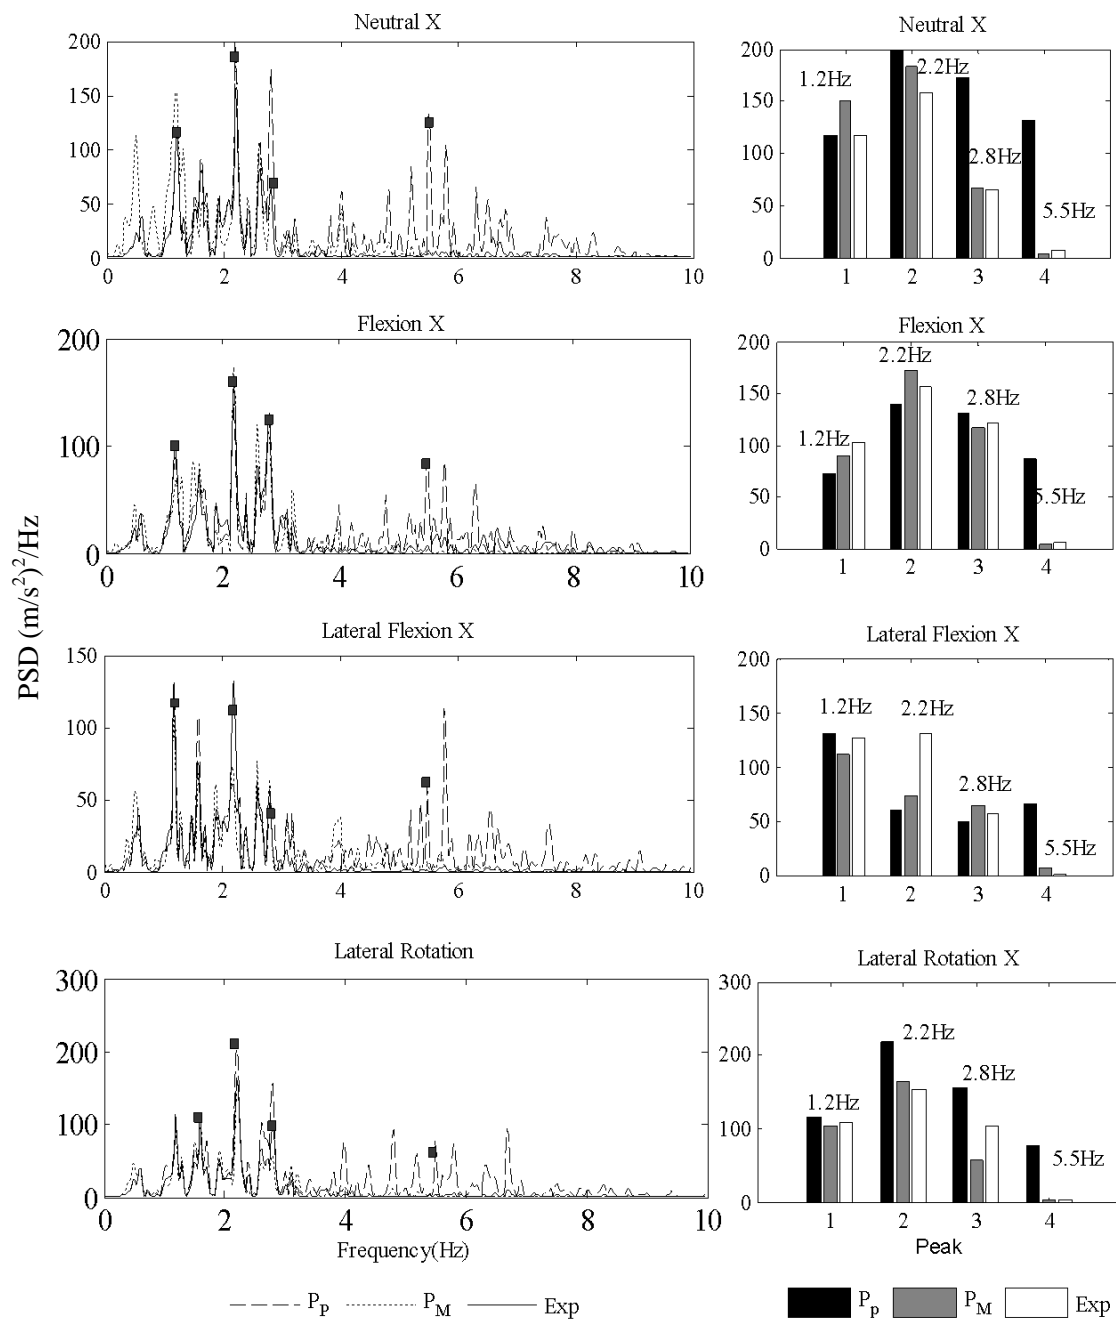 Neutral X
200
150
100
50
0
0 2 4 6 8 10
Neutral X
200
150
100
50
0
1.2Hz
2.2Hz
2.8Hz
5.5Hz
1 2 3 4
Flexion X
200
100
0
0 2 4 6 8 10
Flexion X
200
150
100
50
0
1.2Hz
2.2Hz
2.8Hz
5.5Hz
1 2 3 4
PSD (m/s²)²/Hz
Lateral Flexion X
150
100
50
0
0 2 4 6 8 10
Lateral Flexion X
200
150
100
50
0
1.2Hz
2.2Hz
2.8Hz
5.5Hz
1 2 3 4
Lateral Rotation
300
200
100
0
0 2 4 6 8 10
Frequency(Hz)
Lateral Rotation X
300
200
100
0
1.2Hz
2.2Hz
2.8Hz
5.5Hz
1 2 3 4
Peak
P_P P_M Exp
P_p P_M Exp